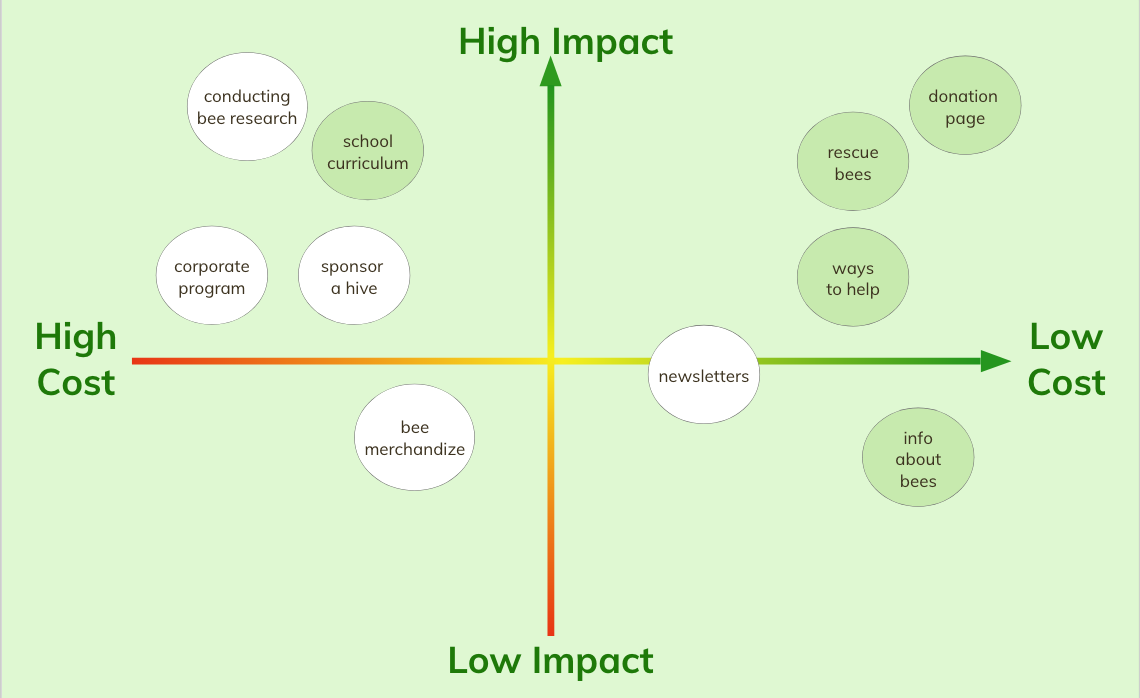 High Impact
conducting
bee research
school
curriculum
donation
page
rescue
bees
corporate
program
sponsor
a hive
ways
to help
High
Cost
Low
Cost
newsletters
bee
merchandize
info
about
bees
Low Impact